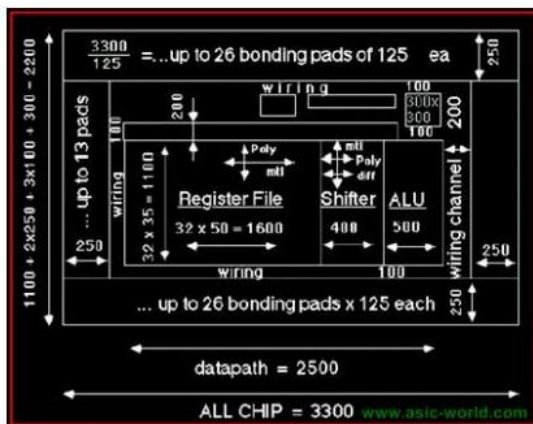 3300
125
=...up to 26 bonding pads of 125 ea
250
1100 + 2x250 + 3x100 + 300 - 2200
... up to 13 pads
250
wiring
100
200
wiring
100
300x
300
100
200
wiring channel
250
32 x 35 = 1100
Poly
mtl
Register File
32 x 50 = 1600
mtl
Poly
diff
Shifter
400
ALU
500
wiring
100
... up to 26 bonding pads x 125 each
250
datapath = 2500
ALL CHIP = 3300
www.asic-world.com